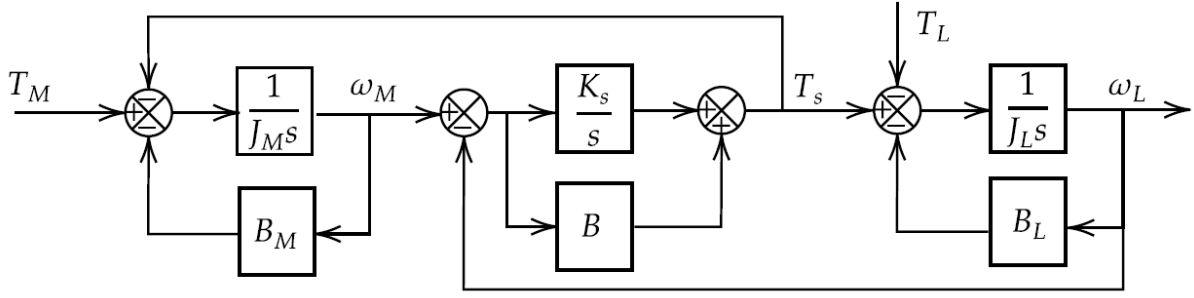 T_L
T_M
+
−
−
1
J_M s
ω_M
+
−
K_s
s
+
+
T_s
+
−
−
1
J_L s
ω_L
B_M
B
B_L